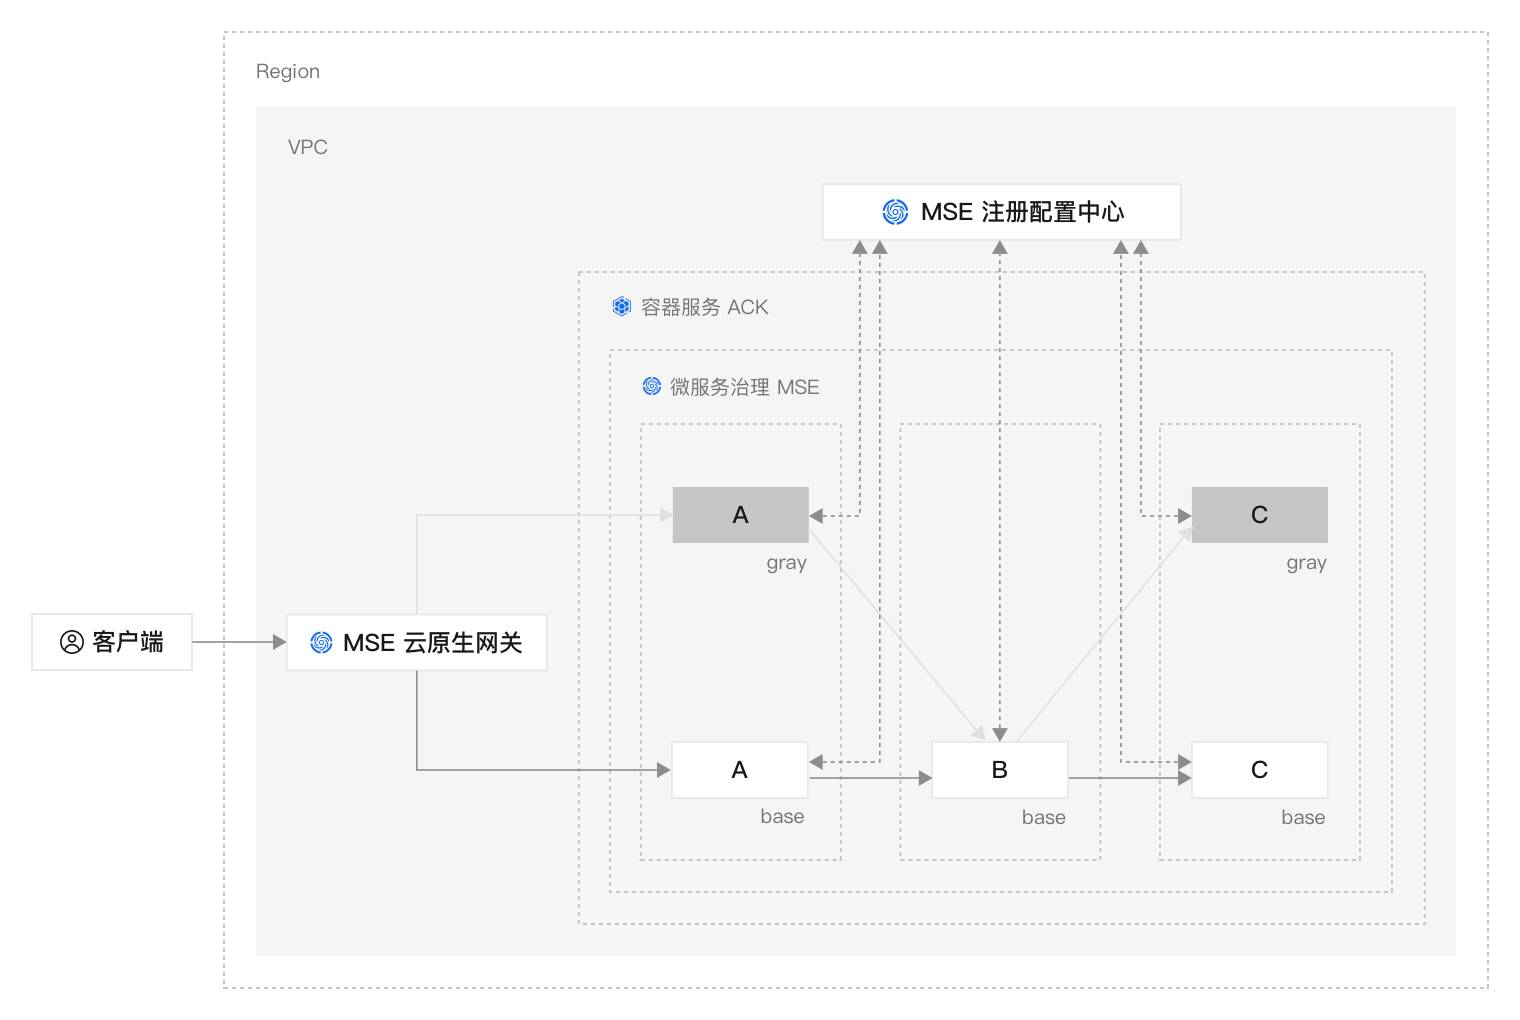 Region
VPC
MSE 注册配置中心
容器服务 ACK
微服务治理 MSE
A
gray
C
gray
客户端
MSE 云原生网关
A
base
B
base
C
base